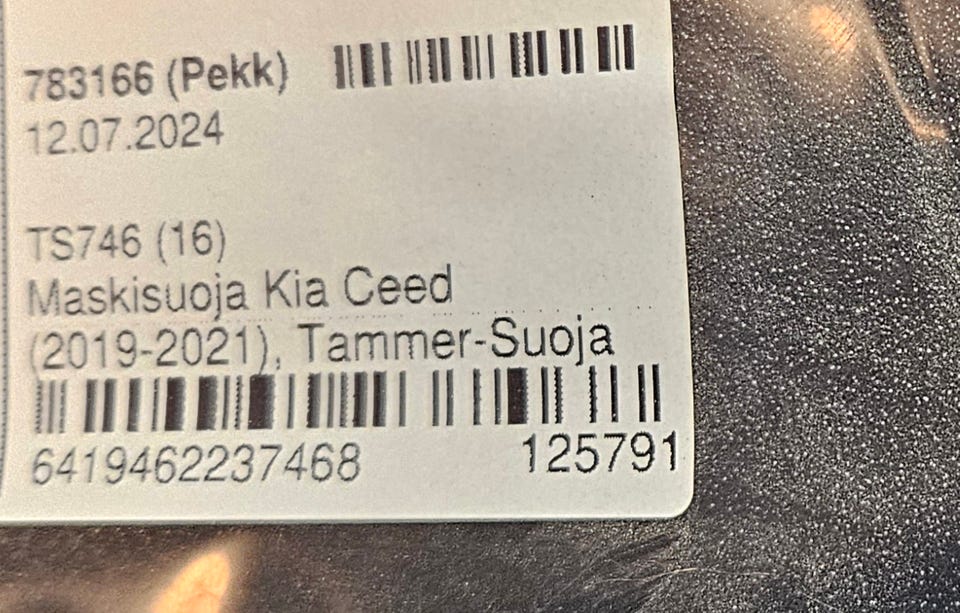 783166 (Pekk)
12.07.2024
TS746 (16)
Maskisuoja Kia Ceed
(2019-2021), Tammer-Suoja
6419462237468 125791